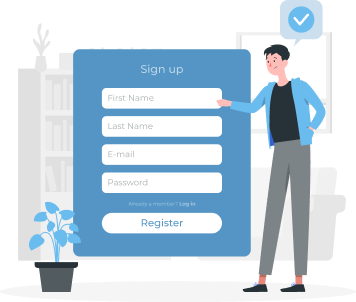 Sign up
First Name
Last Name
E-mail
Password
Already a member ? Log in
Register